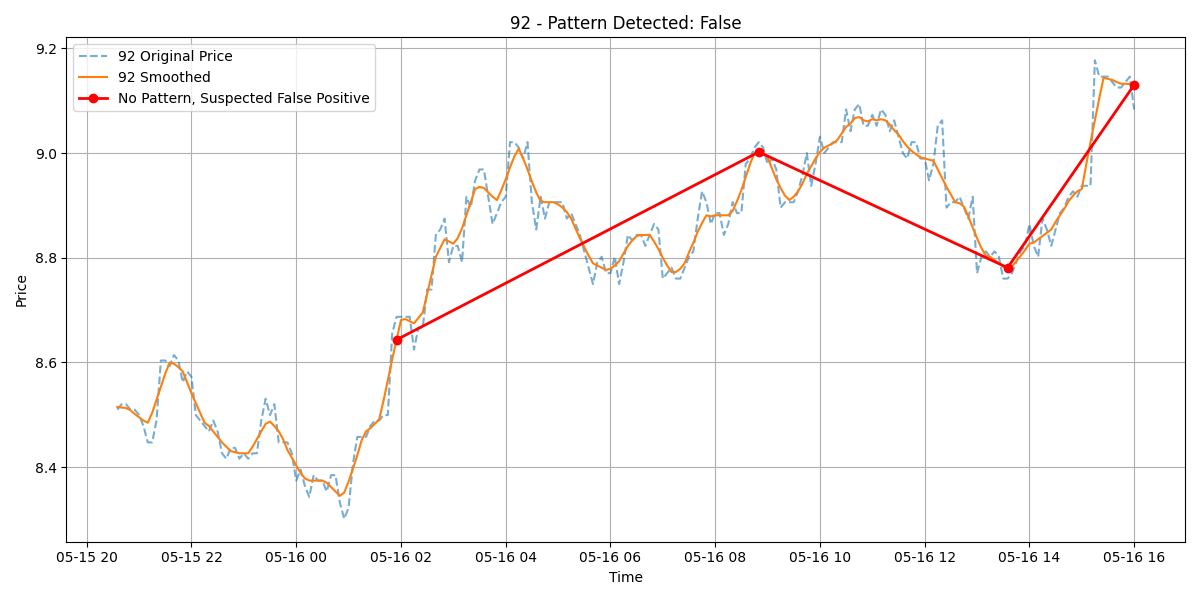 92 - Pattern Detected: False
92 Original Price
92 Smoothed
No Pattern, Suspected False Positive
Price
9.2
9.0
8.8
8.6
8.4
05-15 20 05-15 22 05-16 00 05-16 02 05-16 04 05-16 06 05-16 08 05-16 10 05-16 12 05-16 14 05-16 16
Time